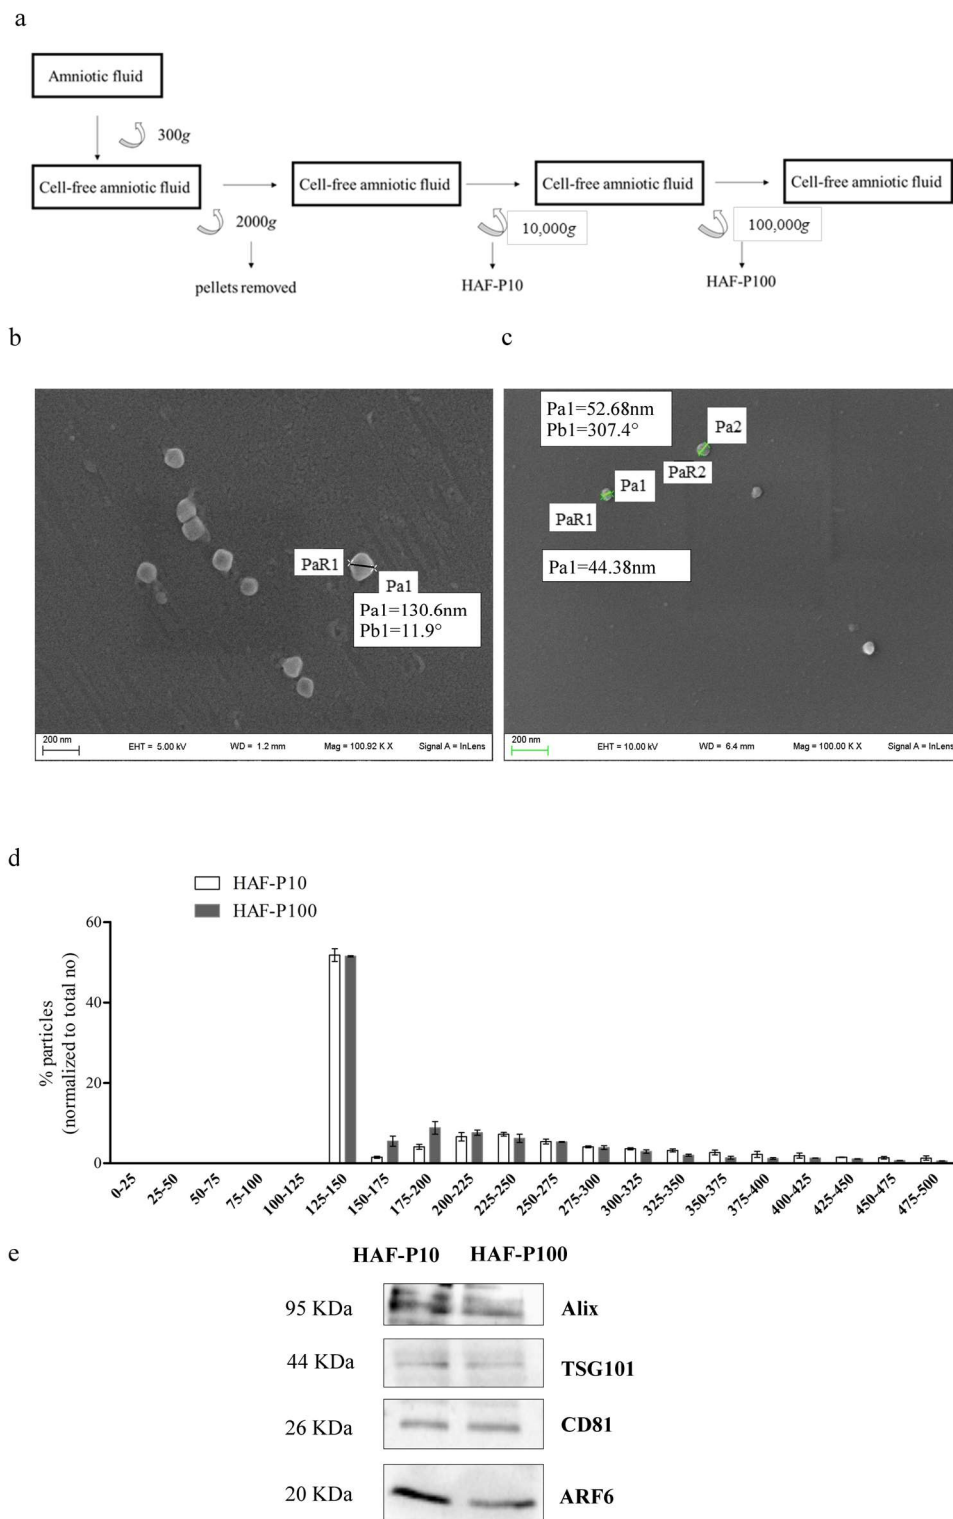 a
Amniotic fluid
300g
Cell-free amniotic fluid
Cell-free amniotic fluid
Cell-free amniotic fluid
Cell-free amniotic fluid
2000g
10,000g
100,000g
pellets removed
HAF-P10
HAF-P100
b
PaR1
Pa1
Pa1=130.6nm
Pb1=11.9°
200 nm
EHT = 5.00 kV
WD = 1.2 mm
Mag = 100.92 K X
Signal A = InLens
c
Pa1=52.68nm
Pb1=307.4°
Pa2
PaR2
Pa1
PaR1
Pa1=44.38nm
200 nm
EHT = 10.00 kV
WD = 6.4 mm
Mag = 100.00 K X
Signal A = InLens
d
HAF-P10
HAF-P100
% particles
(normalized to total no)
60
40
20
0
0-25
25-50
50-75
75-100
100-125
125-150
150-175
175-200
200-225
225-250
250-275
275-300
300-325
325-350
350-375
375-400
400-425
425-450
450-475
475-500
e
HAF-P10 HAF-P100
95 KDa
Alix
44 KDa
TSG101
26 KDa
CD81
20 KDa
ARF6